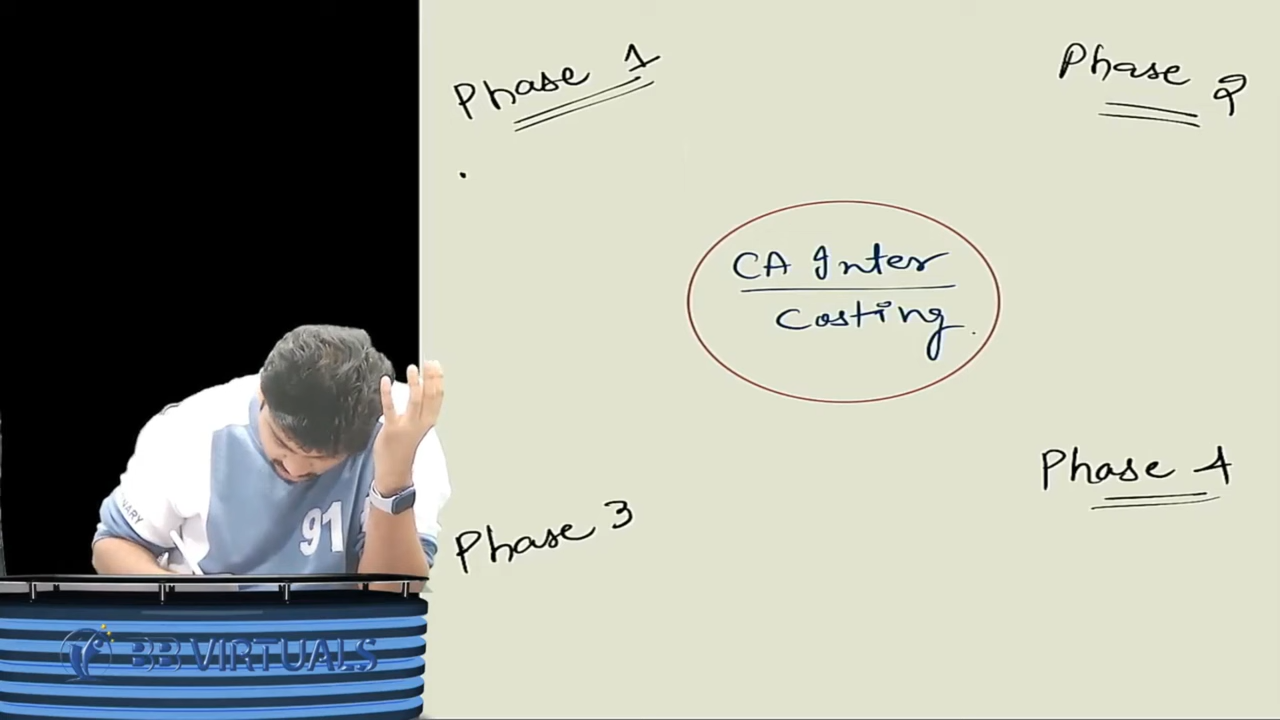 Phase 1
Phase 2
CA Inter
Costing
Phase 3
Phase 4
91
BB VIRTUALS